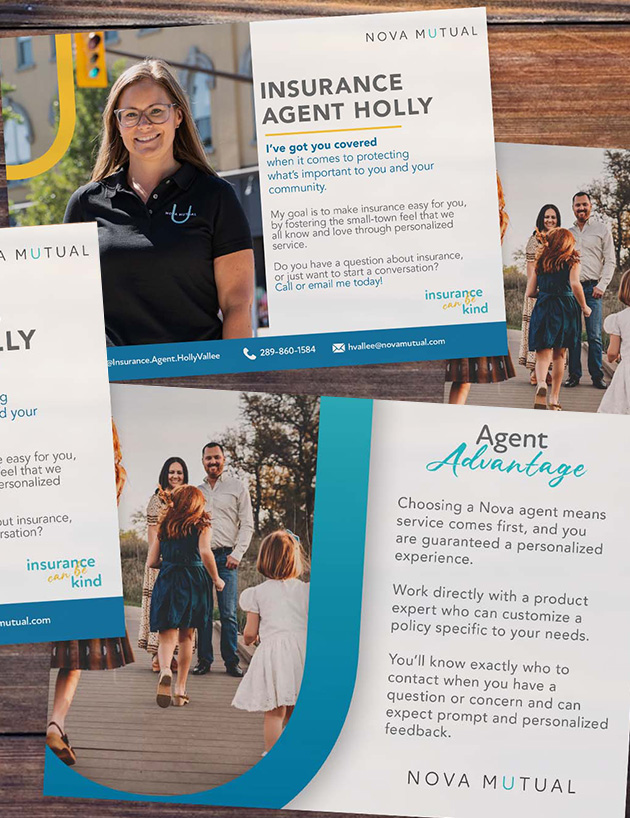 NOVA MUTUAL
INSURANCE
AGENT HOLLY
I've got you covered
when it comes to protecting
what's important to you and your
community.
My goal is to make insurance easy for you,
by fostering the small-town feel that we
all know and love through personalized
service.
Do you have a question about insurance,
or just want to start a conversation?
Call or email me today!
insurance
can be
kind
@Insurance.Agent.HollyVallee 289-860-1584 hvallee@novamutual.com
NOVA MUTUAL
A MUTUAL
LLY
d your
easy for you,
eel that we
ersonalized
out insurance,
rsation?
insurance
can be
kind
mutual.com
Agent
Advantage
Choosing a Nova agent means
service comes first, and you
are guaranteed a personalized
experience.
Work directly with a product
expert who can customize a
policy specific to your needs.
You'll know exactly who to
contact when you have a
question or concern and can
expect prompt and personalized
feedback.
NOVA MUTUAL